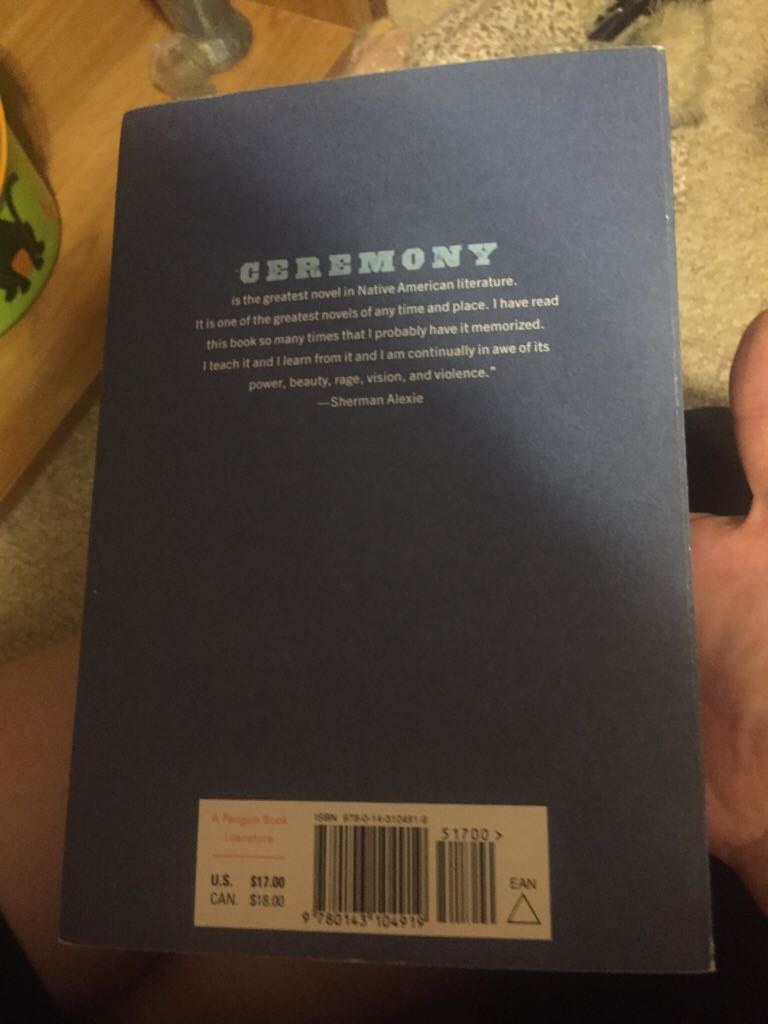 CEREMONY
is the greatest novel in Native American literature.
It is one of the greatest novels of any time and place. I have read
this book so many times that I probably have it memorized.
I teach it and I learn from it and I am continually in awe of its
power, beauty, rage, vision, and violence."
—Sherman Alexie
A Penguin Book
Literature
ISBN 978-0-14-310491-9
51700 >
U.S. $17.00
CAN. $18.00
EAN
9 780143 104919